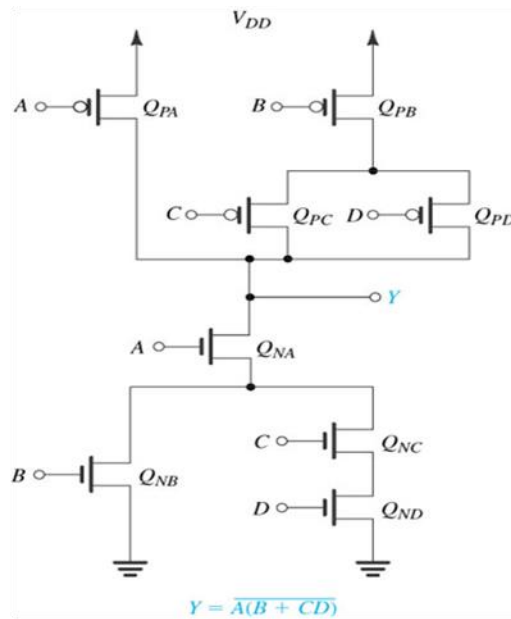 V_DD
A Q_PA B Q_PB
C Q_PC D Q_PD
Y
A Q_NA
C Q_NC
B Q_NB
D Q_ND
Y = \overline{A(B + CD)}